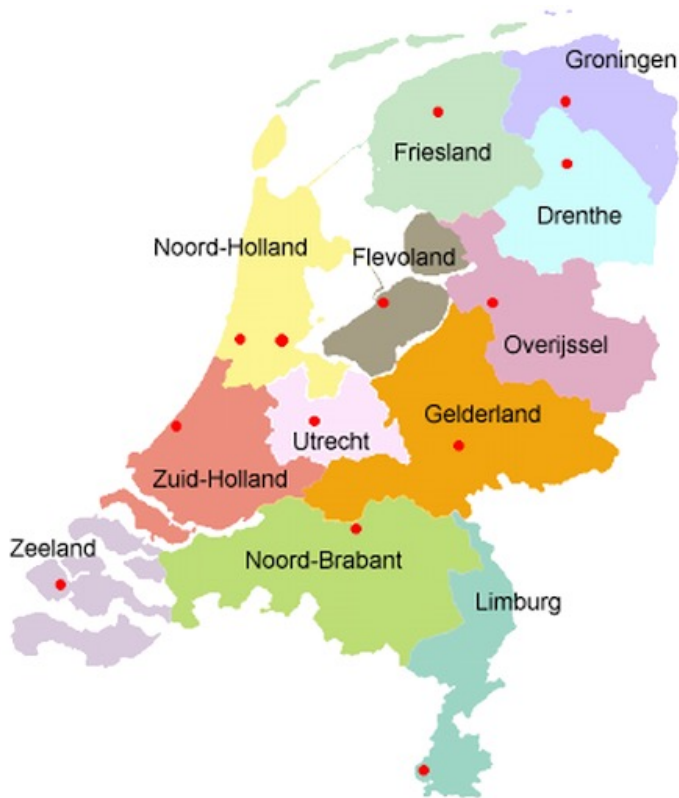 Groningen
Friesland
Drenthe
Noord-Holland
Flevoland
Overijssel
Gelderland
Utrecht
Zuid-Holland
Zeeland
Noord-Brabant
Limburg